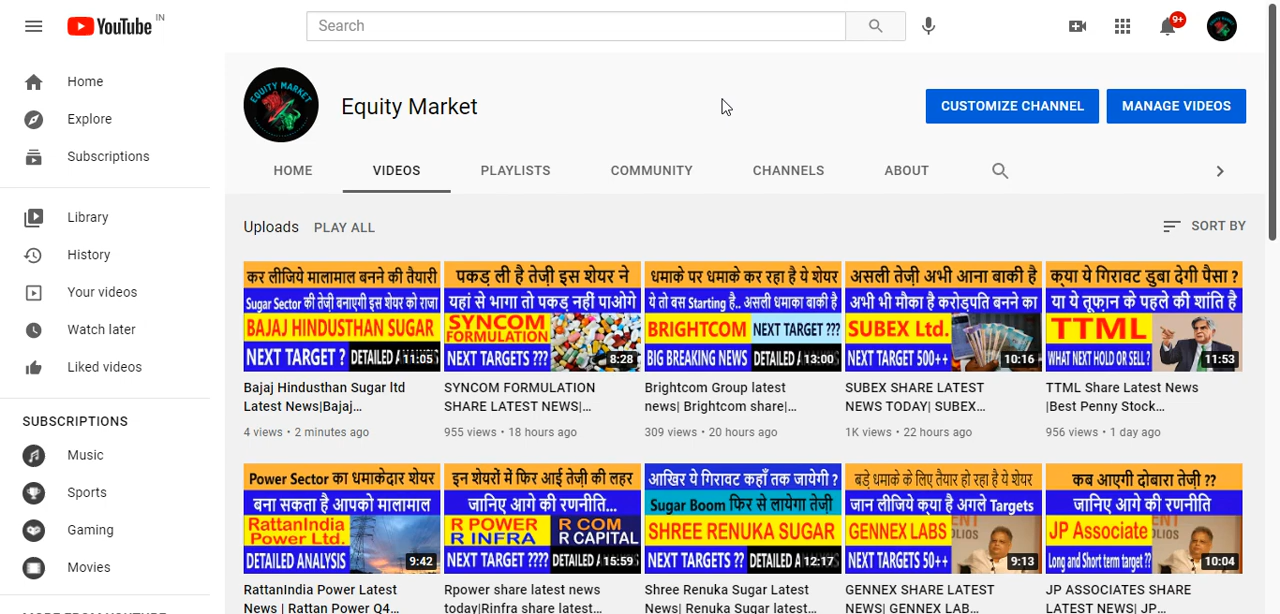 YouTube IN
Search
9+
Home
Explore
Subscriptions
Library
History
Your videos
Watch later
Liked videos
SUBSCRIPTIONS
Music
Sports
Gaming
Movies
EQUITY MARKET
Equity Market
CUSTOMIZE CHANNEL
MANAGE VIDEOS
HOME
VIDEOS
PLAYLISTS
COMMUNITY
CHANNELS
ABOUT
Uploads
PLAY ALL
SORT BY
कर लीजिये मालामाल बनने की तैयारी
Sugar Sector की तेज़ी बनाएगी इस शेयर को राजा
BAJAJ HINDUSTHAN SUGAR
NEXT TARGET ?
11:05
Bajaj Hindusthan Sugar ltd
Latest News|Bajaj...
4 views • 2 minutes ago
पकड़ ली है तेज़ी इस शेयर ने
यहां से भागा तो पकड़ नहीं पाओगे
SYNCOM
FORMULATION
NEXT TARGETS ???
8:28
SYNCOM FORMULATION
SHARE LATEST NEWS|...
955 views • 18 hours ago
धमाके पर धमाके कर रहा है ये शेयर
ये तो बस Starting है.. असली धमाका बाकी है
BRIGHTCOM
NEXT TARGET ???
BIG BREAKING NEWS
13:00
Brightcom Group latest
news| Brightcom share|...
309 views • 20 hours ago
असली तेज़ी अभी आना बाकी है
अभी भी मौका है करोड़पति बनने का
SUBEX Ltd.
NEXT TARGET 500++
10:16
SUBEX SHARE LATEST
NEWS TODAY| SUBEX...
1K views • 22 hours ago
क्या ये गिरावट डुबा देगी पैसा ?
या ये तूफ़ान के पहले की शांति है
TTML
WHAT NEXT HOLD OR SELL ?
11:53
TTML Share Latest News
|Best Penny Stock...
956 views • 1 day ago
Power Sector का धमाकेदार शेयर
बना सकता है आपको मालामाल
RattanIndia
Power Ltd.
DETAILED ANALYSIS
9:42
RattanIndia Power Latest
News | Rattan Power Q4...
इन शेयरों में फिर आई तेज़ी की लहर
जानिए आगे की रणनीति...
R POWER
R INFRA
R COM
R CAPITAL
NEXT TARGET ????
15:59
Rpower share latest news
today|Rinfra share latest...
आखिर ये गिरावट कहाँ तक जायेगी ?
Sugar Boom फिर से लायेगा तेज़ी
SHREE RENUKA SUGAR
NEXT TARGETS ??
12:17
Shree Renuka Sugar Latest
News| Renuka Sugar latest...
बड़े धमाके के लिए तैयार हो रहा है ये शेयर
जान लीजिये क्या है अगले Targets
GENNEX LABS
NEXT TARGETS 50++
9:13
GENNEX SHARE LATEST
NEWS| GENNEX LAB...
कब आएगी दोबारा तेज़ी ??
जानिए आगे की रणनीति
JP Associate
Long and Short term target ??
10:04
JP ASSOCIATES SHARE
LATEST NEWS| JP...